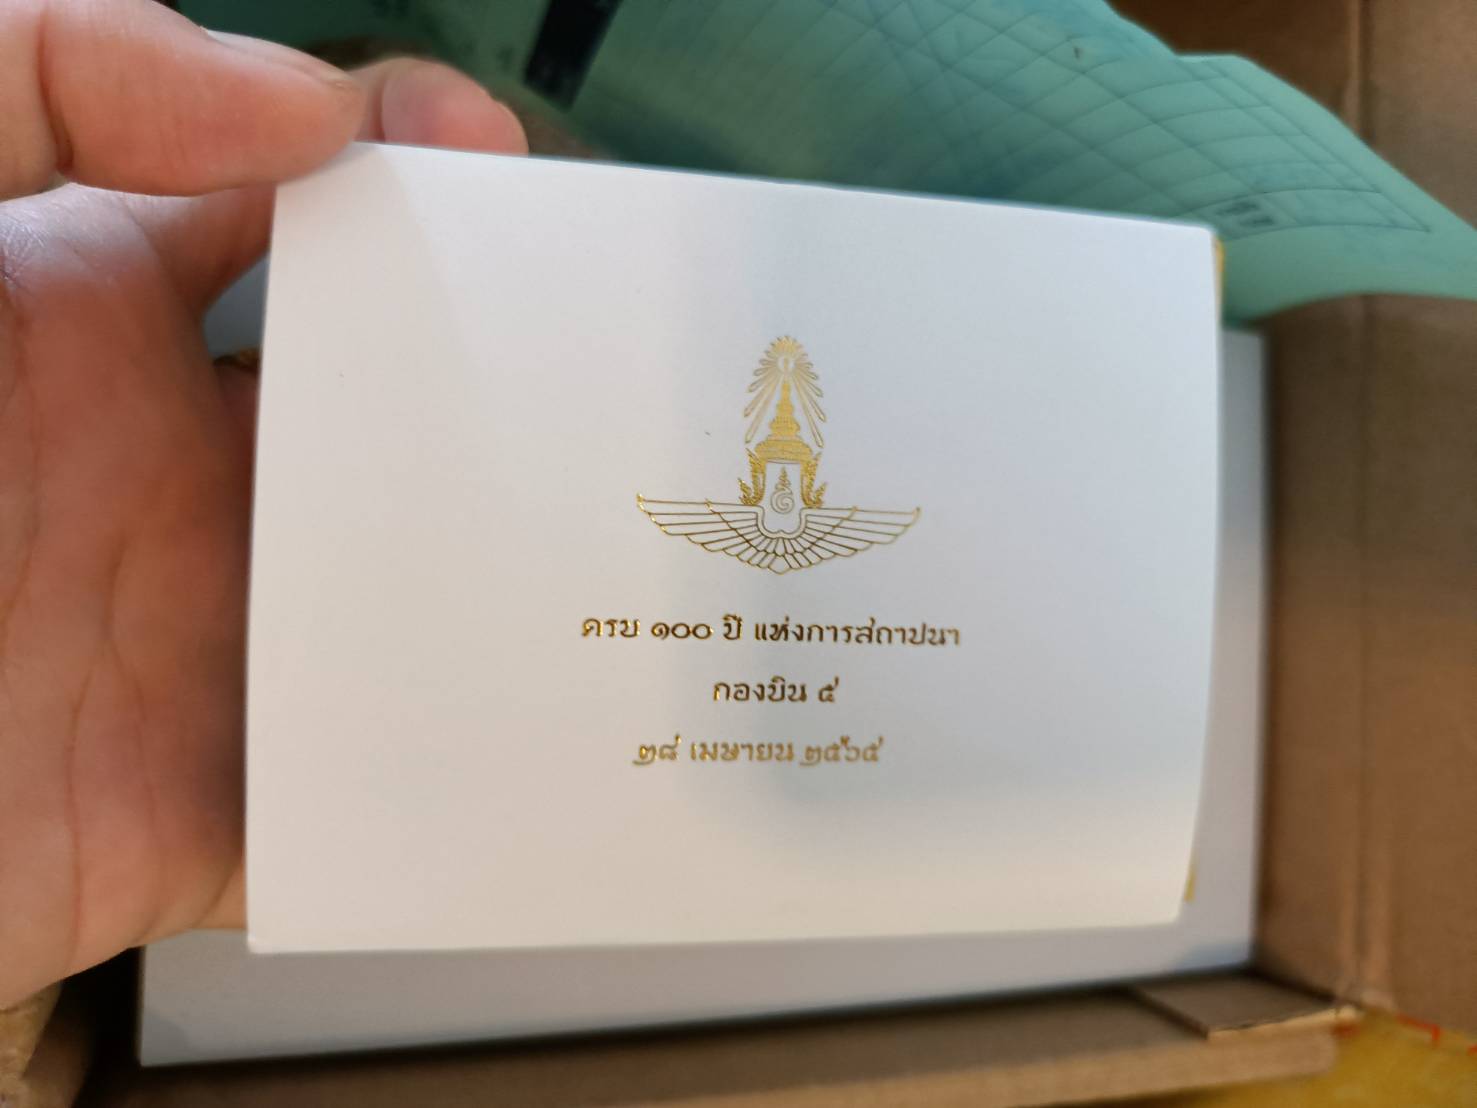 ครบ ๑๐๐ ปี แห่งการสถาปนา
กองบิน ๕
๒๘ เมษายน ๒๕๖๕